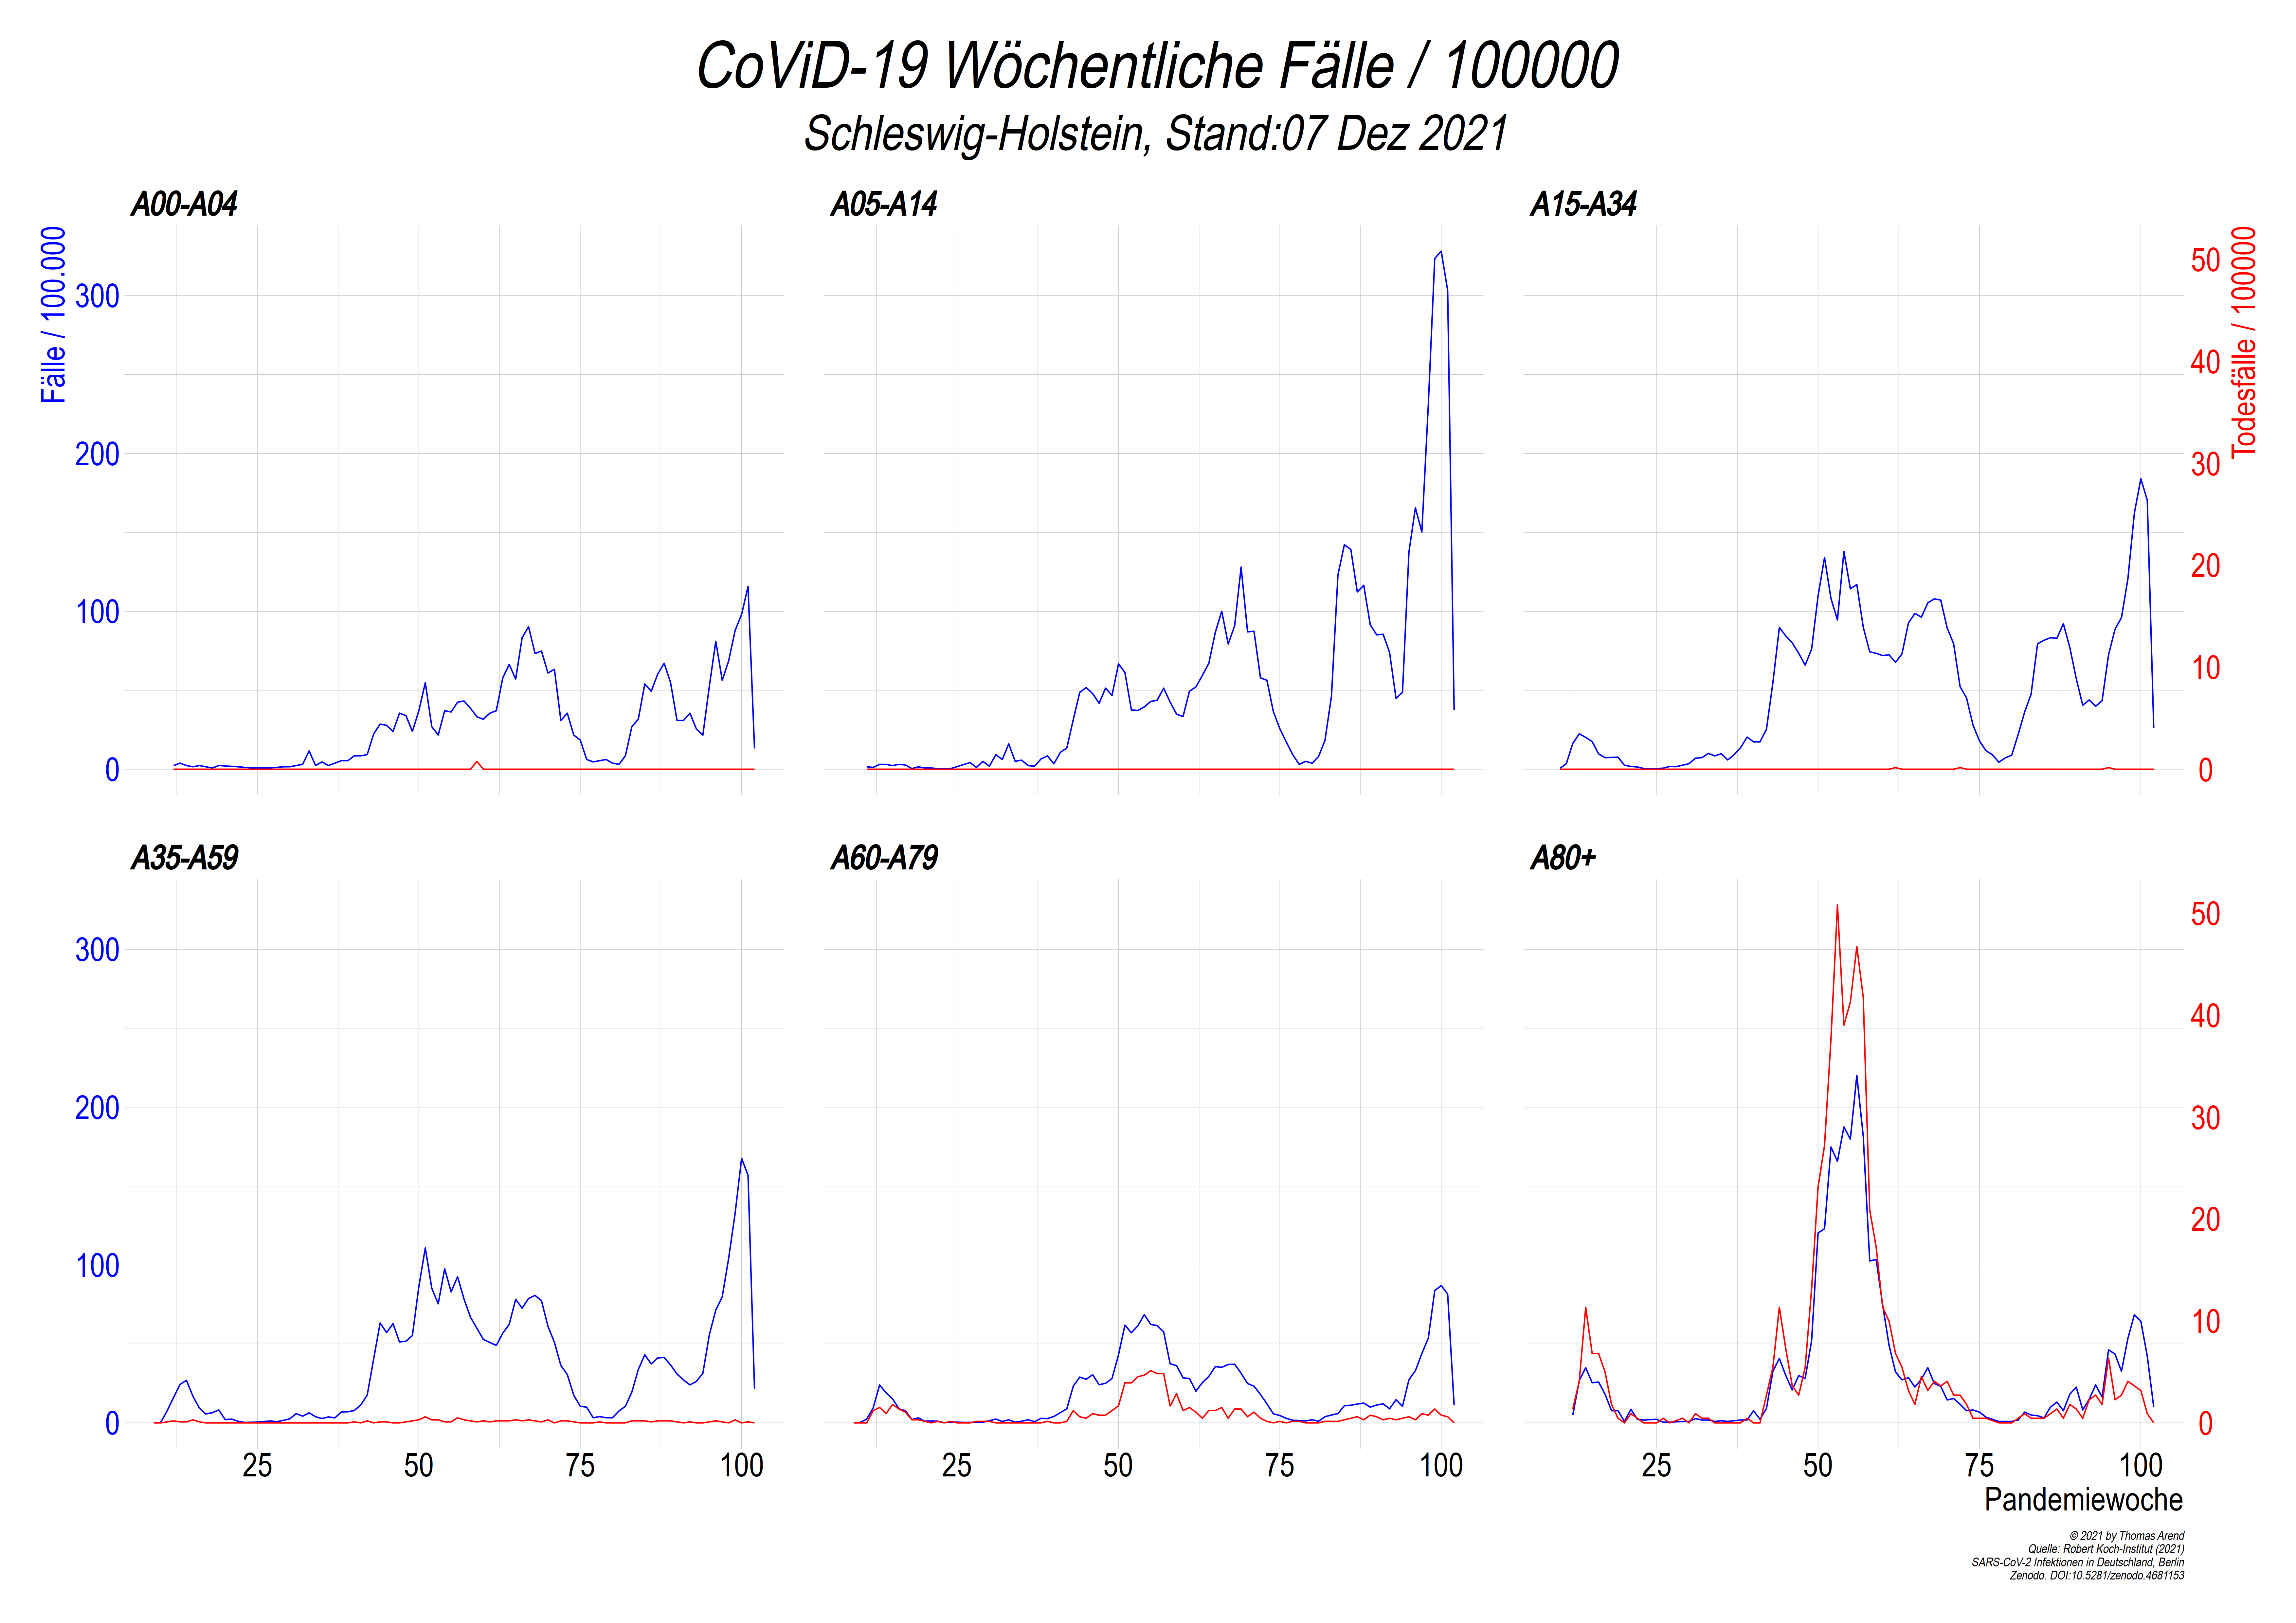 CoViD-19 Wöchentliche Fälle / 100000
Schleswig-Holstein, Stand:07 Dez 2021
A00-A04
A05-A14
A15-A34
Fälle / 100.000
300
200
100
0
50
40
30
20
10
0
Todesfälle / 100000
A35-A59
A60-A79
A80+
300
200
100
0
50
40
30
20
10
0
25
50
75
100
25
50
75
100
25
50
75
100
Pandemiewoche
© 2021 by Thomas Arend
Quelle: Robert Koch-Institut (2021)
SARS-CoV-2 Infektionen in Deutschland, Berlin
Zenodo. DOI:10.5281/zenodo.4681153